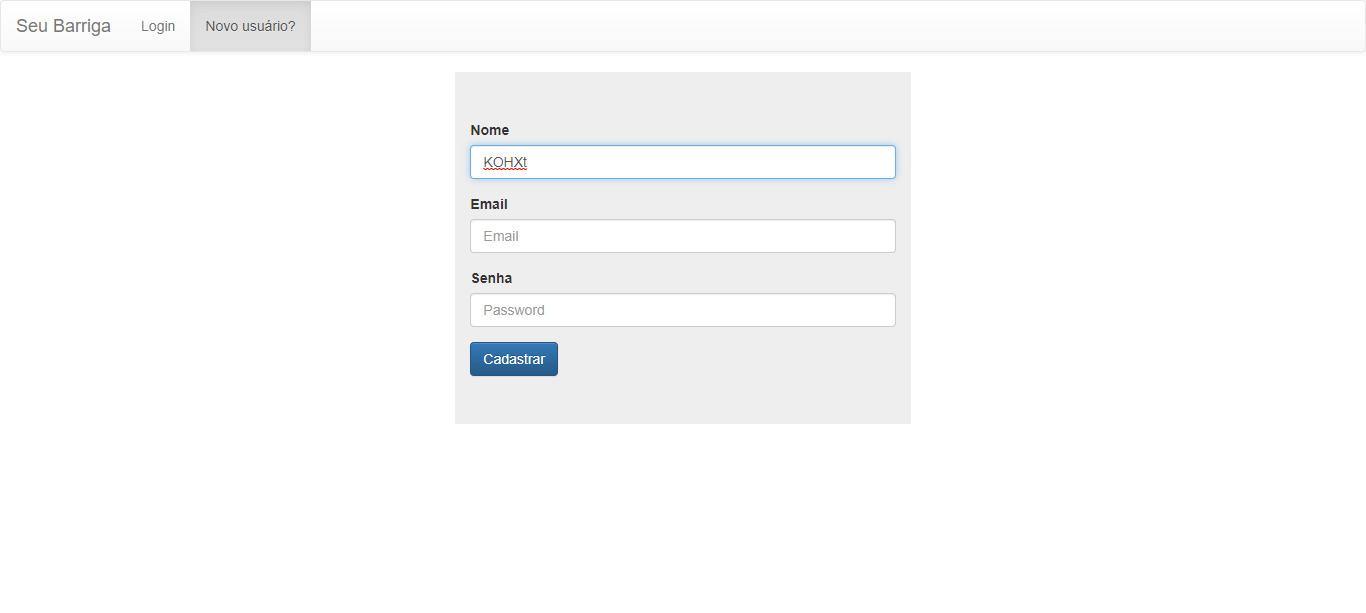 Seu Barriga Login Novo usuário?
Nome
KOHXt
Email
Email
Senha
Password
Cadastrar